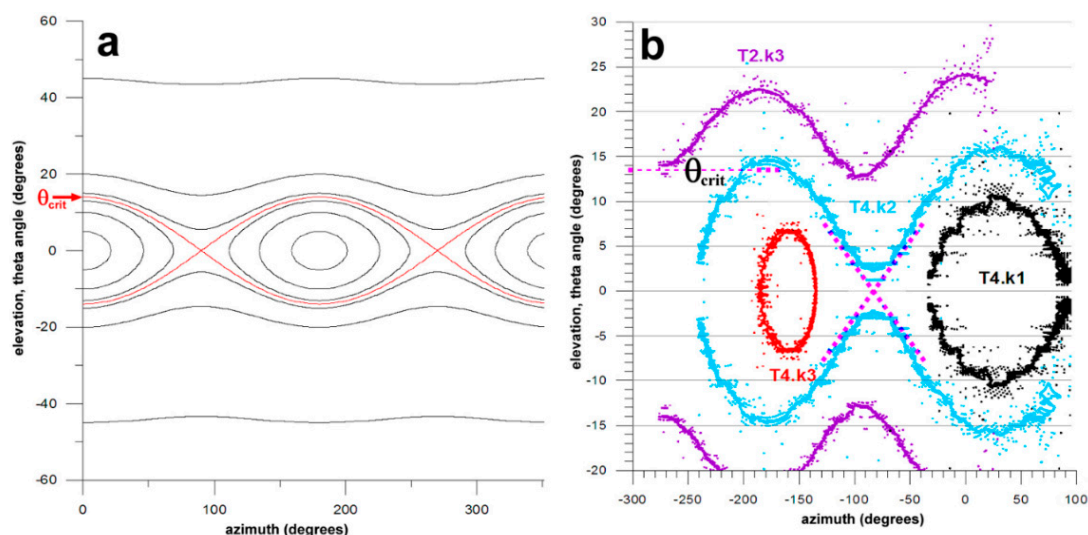 a
elevation, theta angle (degrees)
60
40
20
0
-20
-40
-60
θcrit
0
100
200
300
azimuth (degrees)
b
elevation, theta angle (degrees)
30
25
20
15
10
5
0
-5
-10
-15
-20
T2.k3
θcrit
T4.k2
T4.k1
T4.k3
-300
-250
-200
-150
-100
-50
0
50
100
azimuth (degrees)